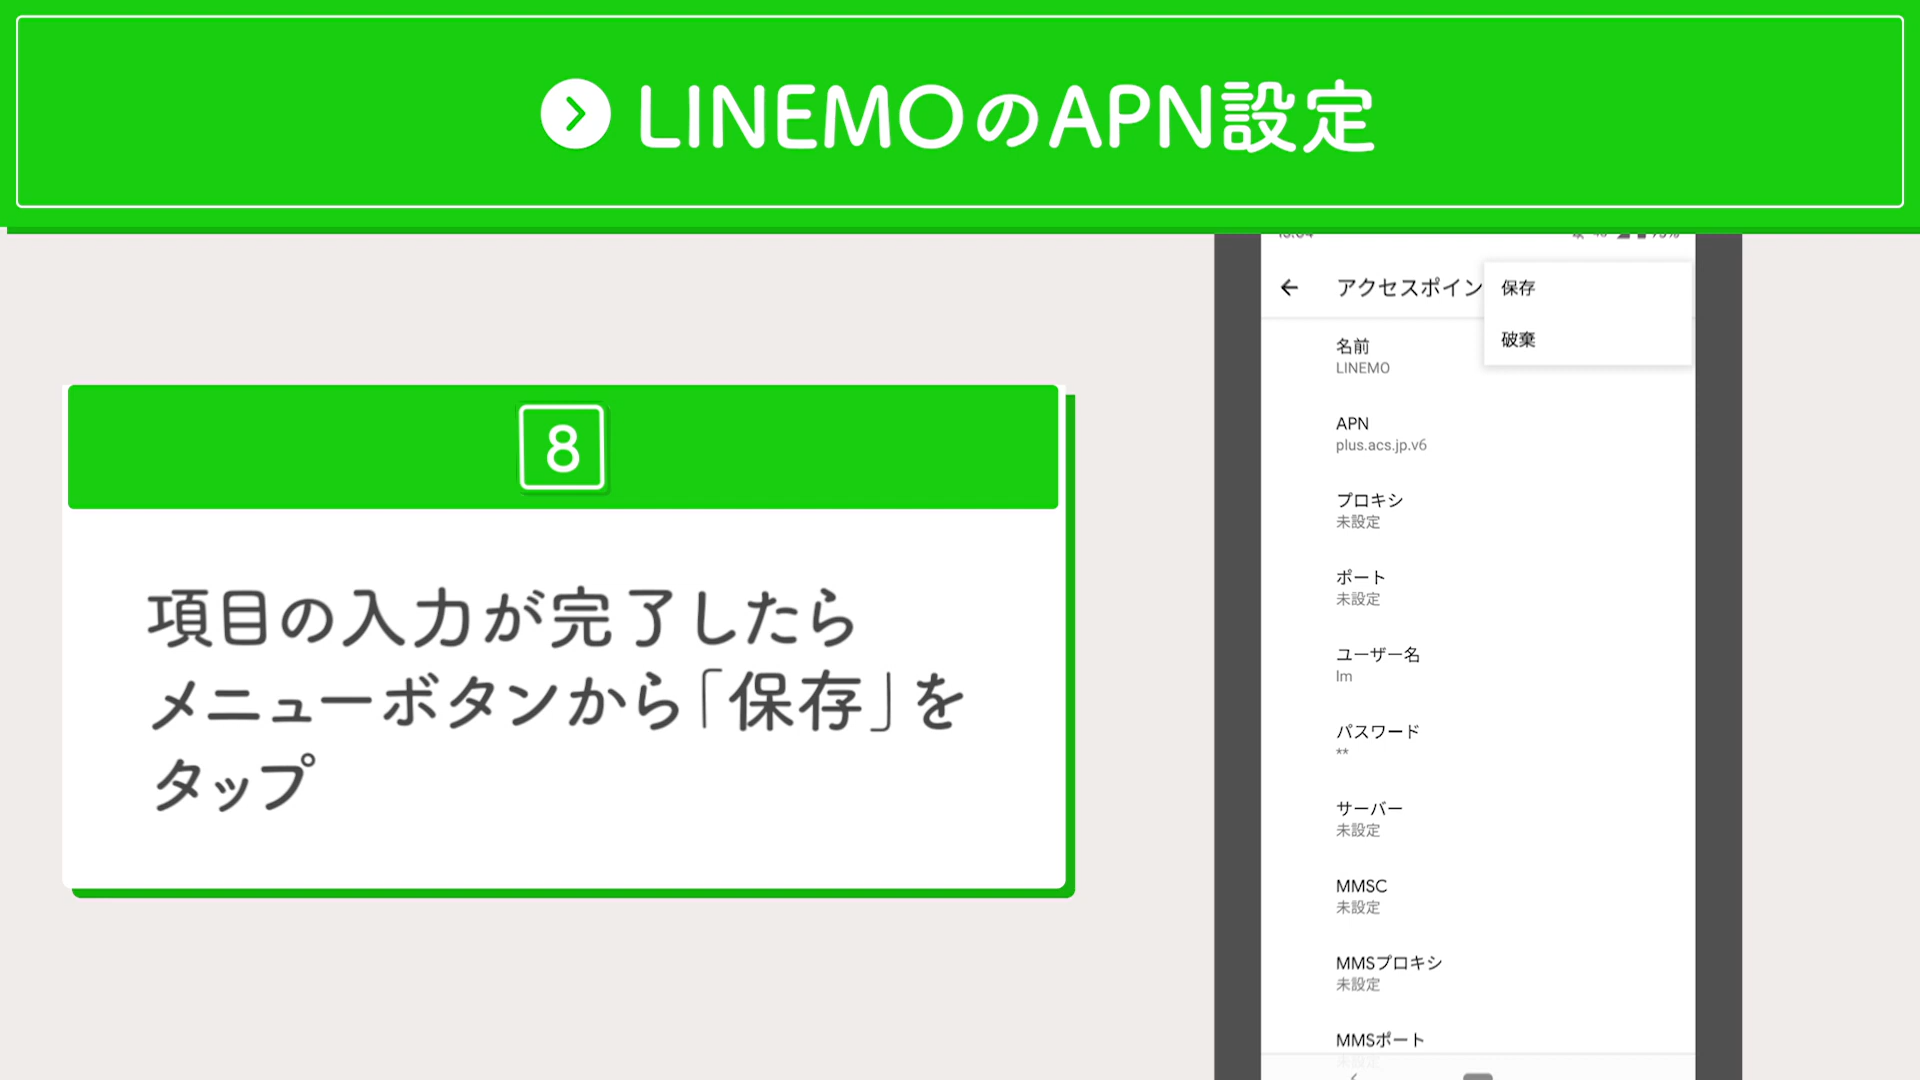 LINEMOのAPN設定
8
項目の入力が完了したら
メニューボタンから「保存」を
タップ
アクセスポイン
保存
破棄
名前
LINEMO
APN
plus.acs.jp.v6
プロキシ
未設定
ポート
未設定
ユーザー名
lm
パスワード
**
サーバー
未設定
MMSC
未設定
MMSプロキシ
未設定
MMSポート